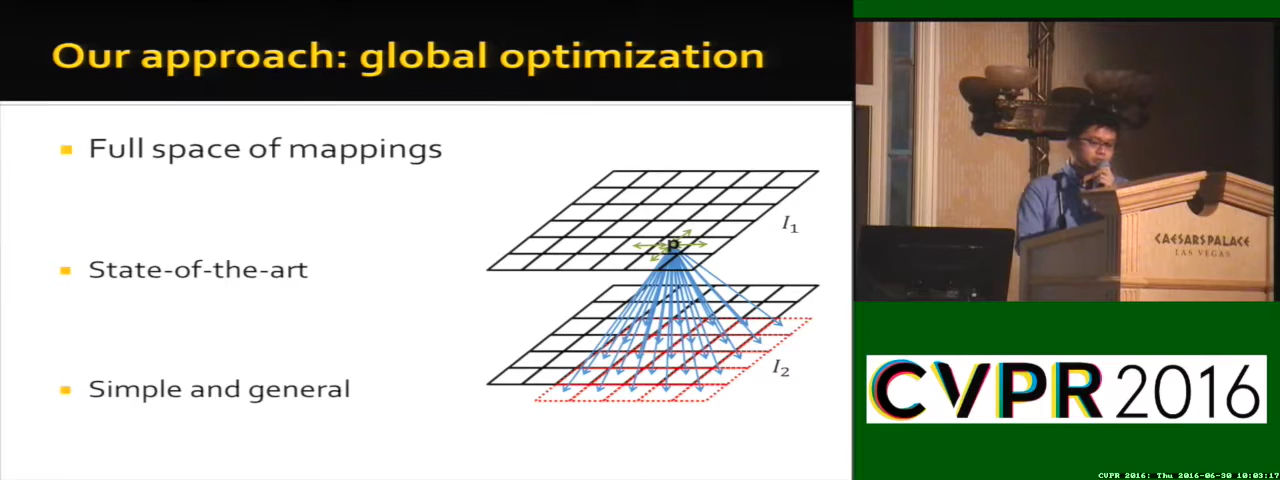 Our approach: global optimization
Full space of mappings
State-of-the-art
Simple and general
p
I₁
I₂
CAESARS PALACE
LAS VEGAS
CVPR 2016
CVPR 2016: Thu 2016-06-30 10:03:17